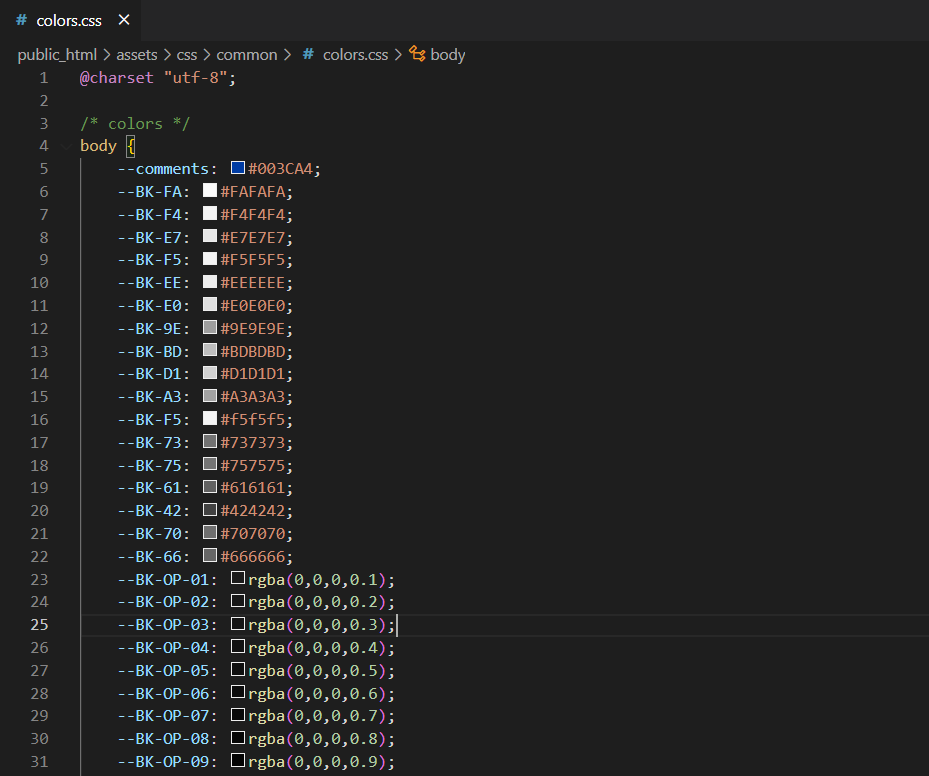 # colors.css ×
public_html > assets > css > common > # colors.css > body
1 @charset "utf-8";
2
3 /* colors */
4 body {
5 --comments: #003CA4;
6 --BK-FA: #FAFAFA;
7 --BK-F4: #F4F4F4;
8 --BK-E7: #E7E7E7;
9 --BK-F5: #F5F5F5;
10 --BK-EE: #EEEEEE;
11 --BK-E0: #E0E0E0;
12 --BK-9E: #9E9E9E;
13 --BK-BD: #BDBDBD;
14 --BK-D1: #D1D1D1;
15 --BK-A3: #A3A3A3;
16 --BK-F5: #f5f5f5;
17 --BK-73: #737373;
18 --BK-75: #757575;
19 --BK-61: #616161;
20 --BK-42: #424242;
21 --BK-70: #707070;
22 --BK-66: #666666;
23 --BK-OP-01: rgba(0,0,0,0.1);
24 --BK-OP-02: rgba(0,0,0,0.2);
25 --BK-OP-03: rgba(0,0,0,0.3);
26 --BK-OP-04: rgba(0,0,0,0.4);
27 --BK-OP-05: rgba(0,0,0,0.5);
28 --BK-OP-06: rgba(0,0,0,0.6);
29 --BK-OP-07: rgba(0,0,0,0.7);
30 --BK-OP-08: rgba(0,0,0,0.8);
31 --BK-OP-09: rgba(0,0,0,0.9);